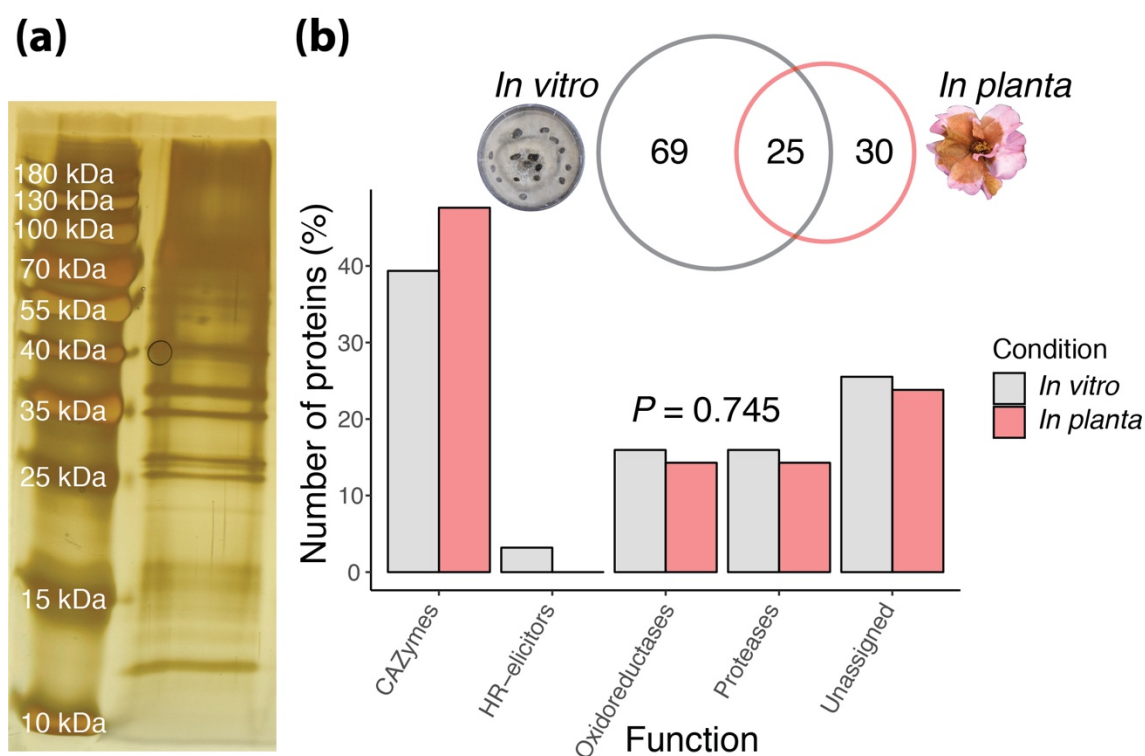 (a)
180 kDa
130 kDa
100 kDa
70 kDa
55 kDa
40 kDa
35 kDa
25 kDa
15 kDa
10 kDa
(b)
In vitro
In planta
69
25
30
Number of proteins (%)
40
30
20
10
0
P = 0.745
Condition
In vitro
In planta
CAZymes
HR−elicitors
Oxidoreductases
Proteases
Unassigned
Function